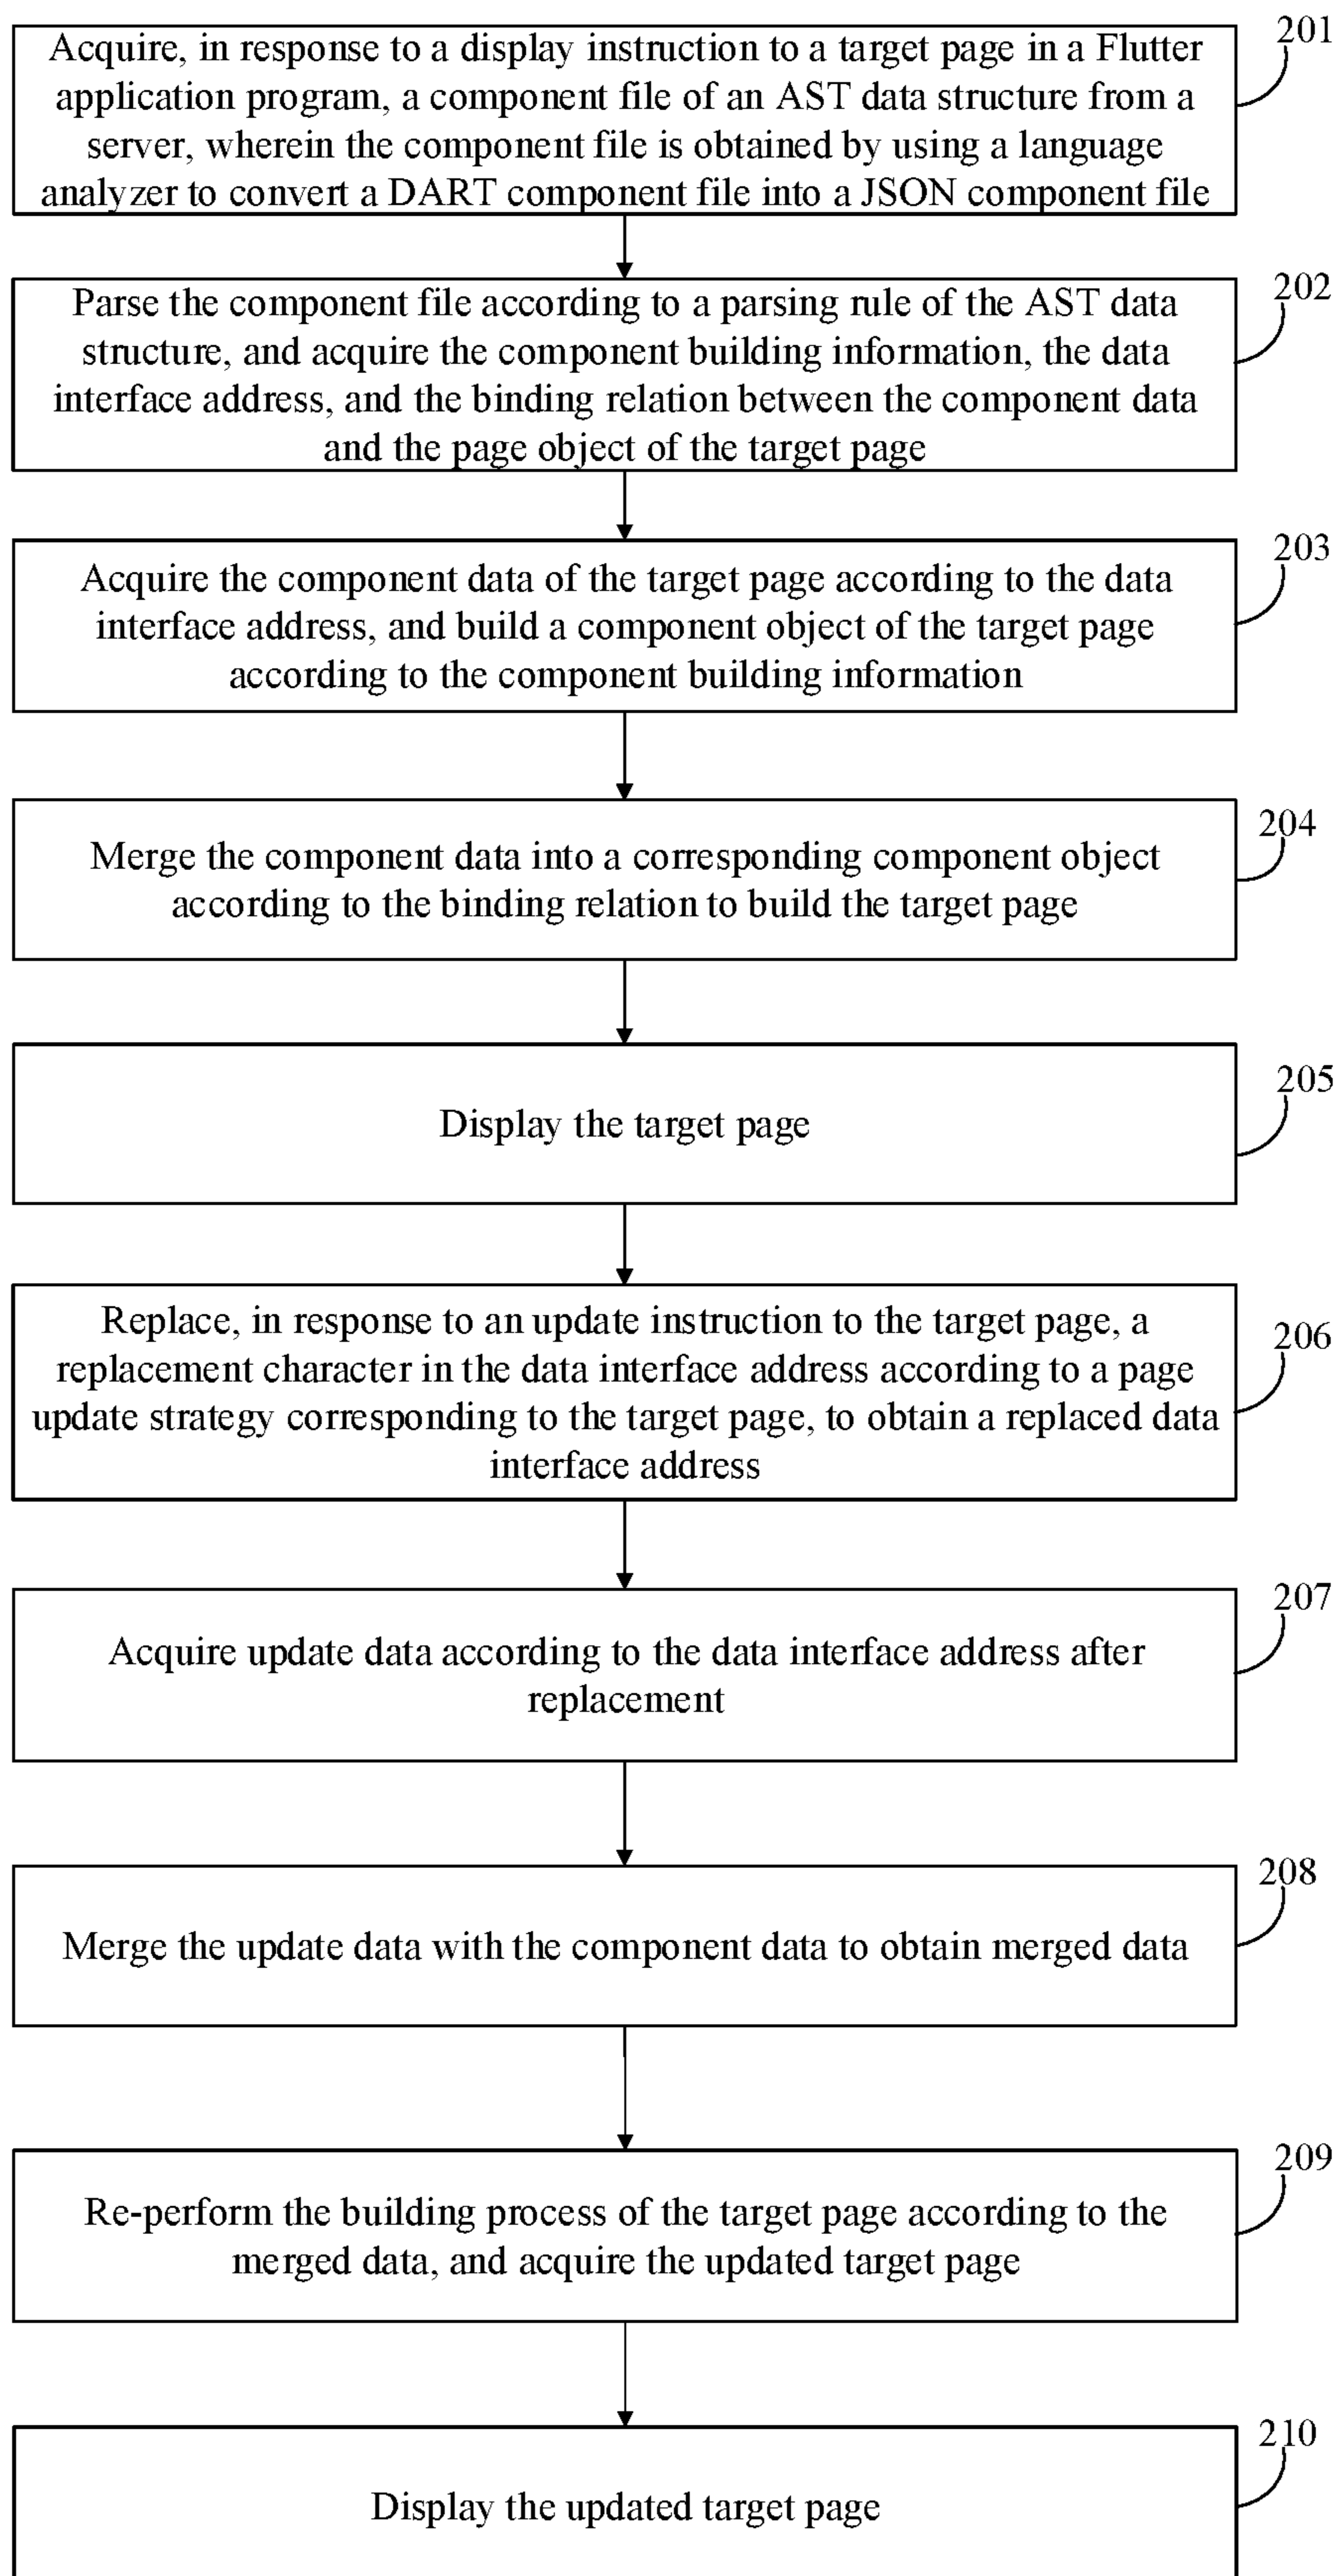 201
Acquire, in response to a display instruction to a target page in a Flutter
application program, a component file of an AST data structure from a
server, wherein the component file is obtained by using a language
analyzer to convert a DART component file into a JSON component file
202
Parse the component file according to a parsing rule of the AST data
structure, and acquire the component building information, the data
interface address, and the binding relation between the component data
and the page object of the target page
203
Acquire the component data of the target page according to the data
interface address, and build a component object of the target page
according to the component building information
204
Merge the component data into a corresponding component object
according to the binding relation to build the target page
205
Display the target page
206
Replace, in response to an update instruction to the target page, a
replacement character in the data interface address according to a page
update strategy corresponding to the target page, to obtain a replaced data
interface address
207
Acquire update data according to the data interface address after
replacement
208
Merge the update data with the component data to obtain merged data
209
Re-perform the building process of the target page according to the
merged data, and acquire the updated target page
210
Display the updated target page